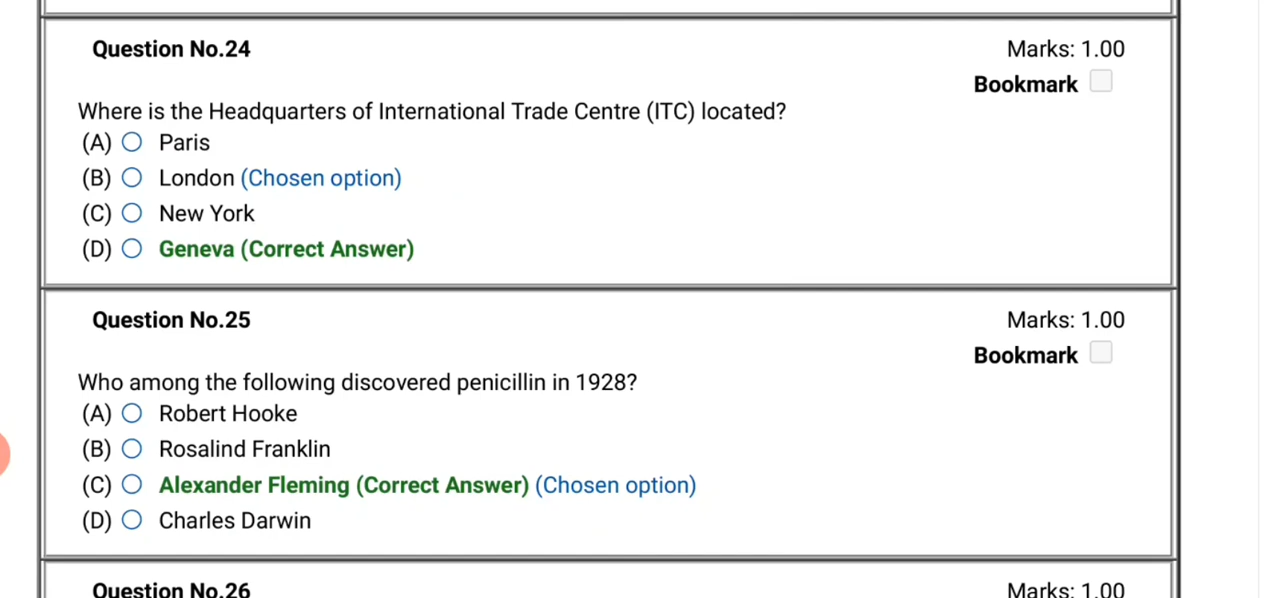 Question No.24 Marks: 1.00
Bookmark
Where is the Headquarters of International Trade Centre (ITC) located?
(A) Paris
(B) London (Chosen option)
(C) New York
(D) Geneva (Correct Answer)
Question No.25 Marks: 1.00
Bookmark
Who among the following discovered penicillin in 1928?
(A) Robert Hooke
(B) Rosalind Franklin
(C) Alexander Fleming (Correct Answer) (Chosen option)
(D) Charles Darwin
Question No.26 Marks: 1.00